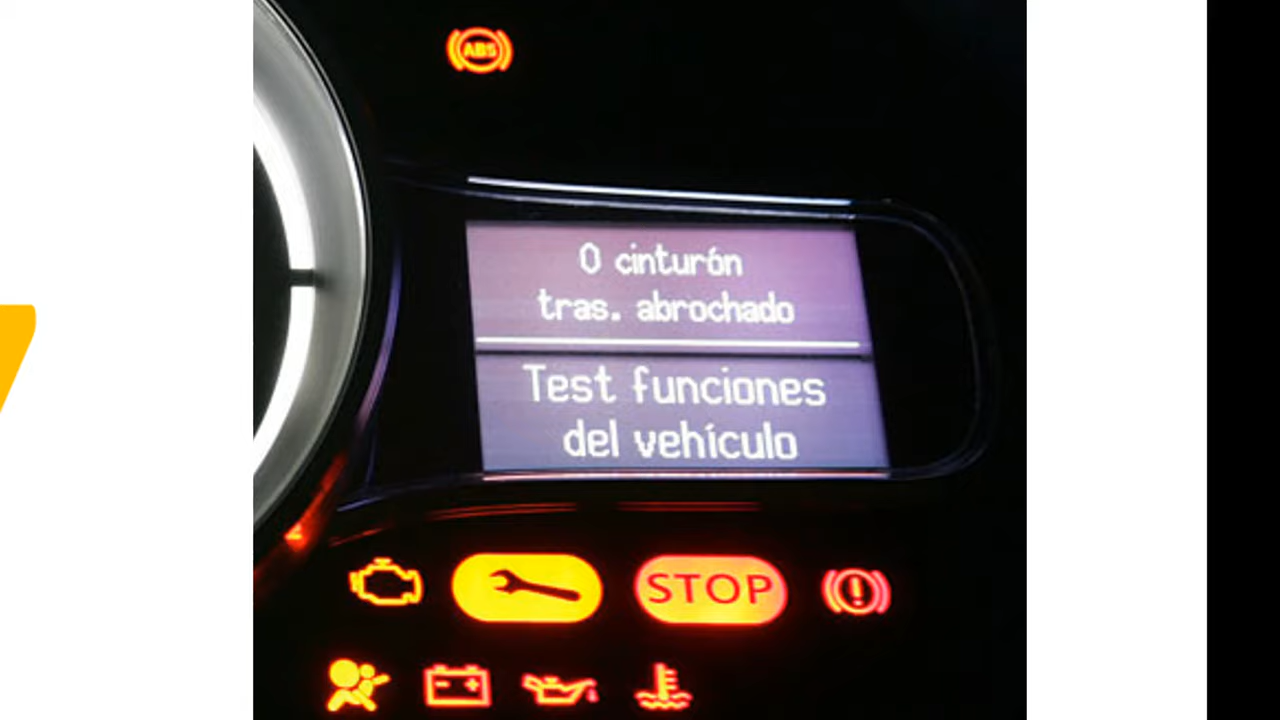 ABS
0 cinturón
tras. abrochado
Test funciones
del vehículo
STOP